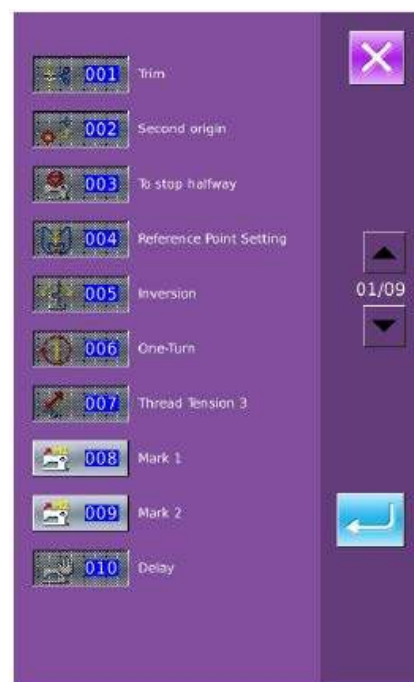 001 Trim
002 Second origin
003 To stop halfway
004 Reference Point Setting
01/09
005 Inversion
006 One-Turn
007 Thread Tension 3
008 Mark 1
009 Mark 2
010 Delay